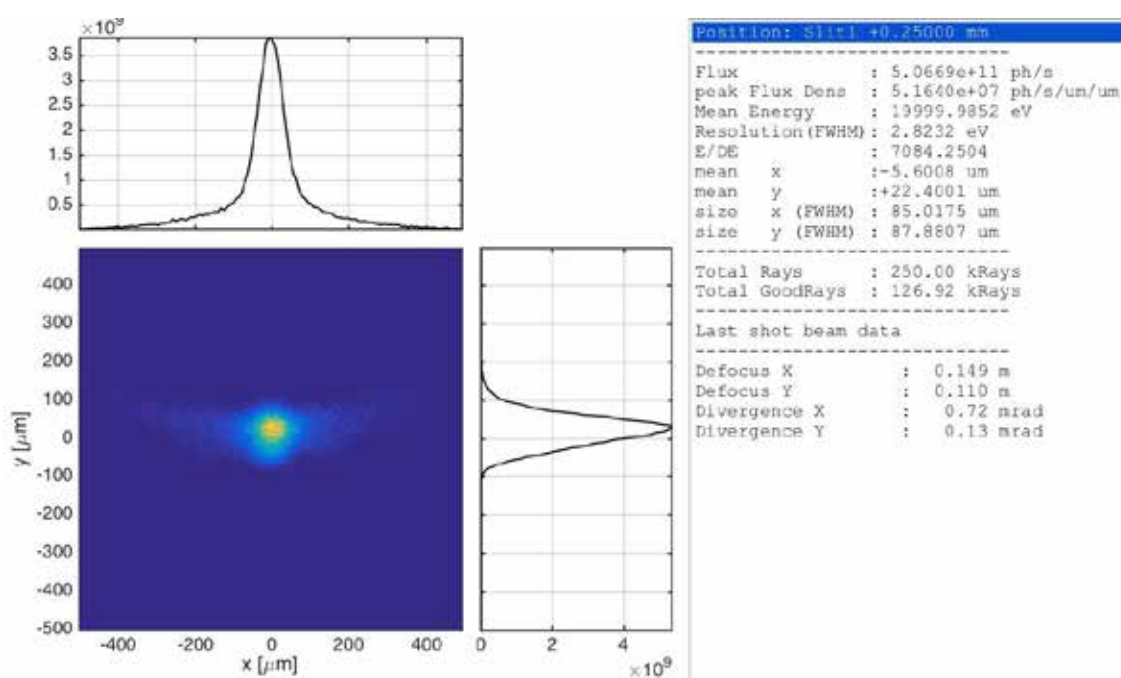 ×10⁹
3.5
3
2.5
2
1.5
1
0.5
400
300
200
100
0
-100
-200
-300
-400
-500
y [μm]
-400 -200 0 200 400
x [μm]
0 2 4
×10⁹
Position: Slit1 +0.25000 mm
------------------------------
Flux : 5.0669e+11 ph/s
peak Flux Dens : 5.1640e+07 ph/s/um/um
Mean Energy : 19999.9852 eV
Resolution(FWHM): 2.8232 eV
E/DE : 7084.2504
mean x :-5.6008 um
mean y :+22.4001 um
size x (FWHM) : 85.0175 um
size y (FWHM) : 87.8807 um
------------------------------
Total Rays : 250.00 kRays
Total GoodRays : 126.92 kRays
------------------------------
Last shot beam data
------------------------------
Defocus X : 0.149 m
Defocus Y : 0.110 m
Divergence X : 0.72 mrad
Divergence Y : 0.13 mrad